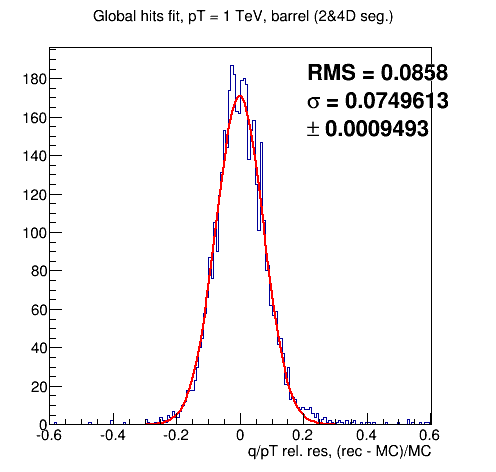 Global hits fit, pT = 1 TeV, barrel (2&4D seg.)
RMS = 0.0858
σ = 0.0749613
± 0.0009493
180
160
140
120
100
80
60
40
20
0
-0.6 -0.4 -0.2 0 0.2 0.4 0.6
q/pT rel. res, (rec - MC)/MC